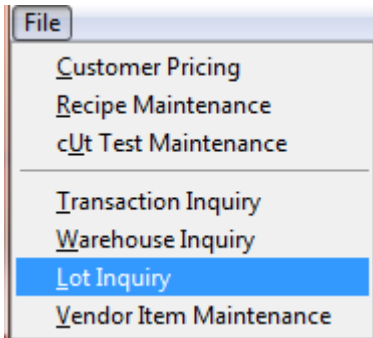 File
Customer Pricing
Recipe Maintenance
cUt Test Maintenance
Transaction Inquiry
Warehouse Inquiry
Lot Inquiry
Vendor Item Maintenance